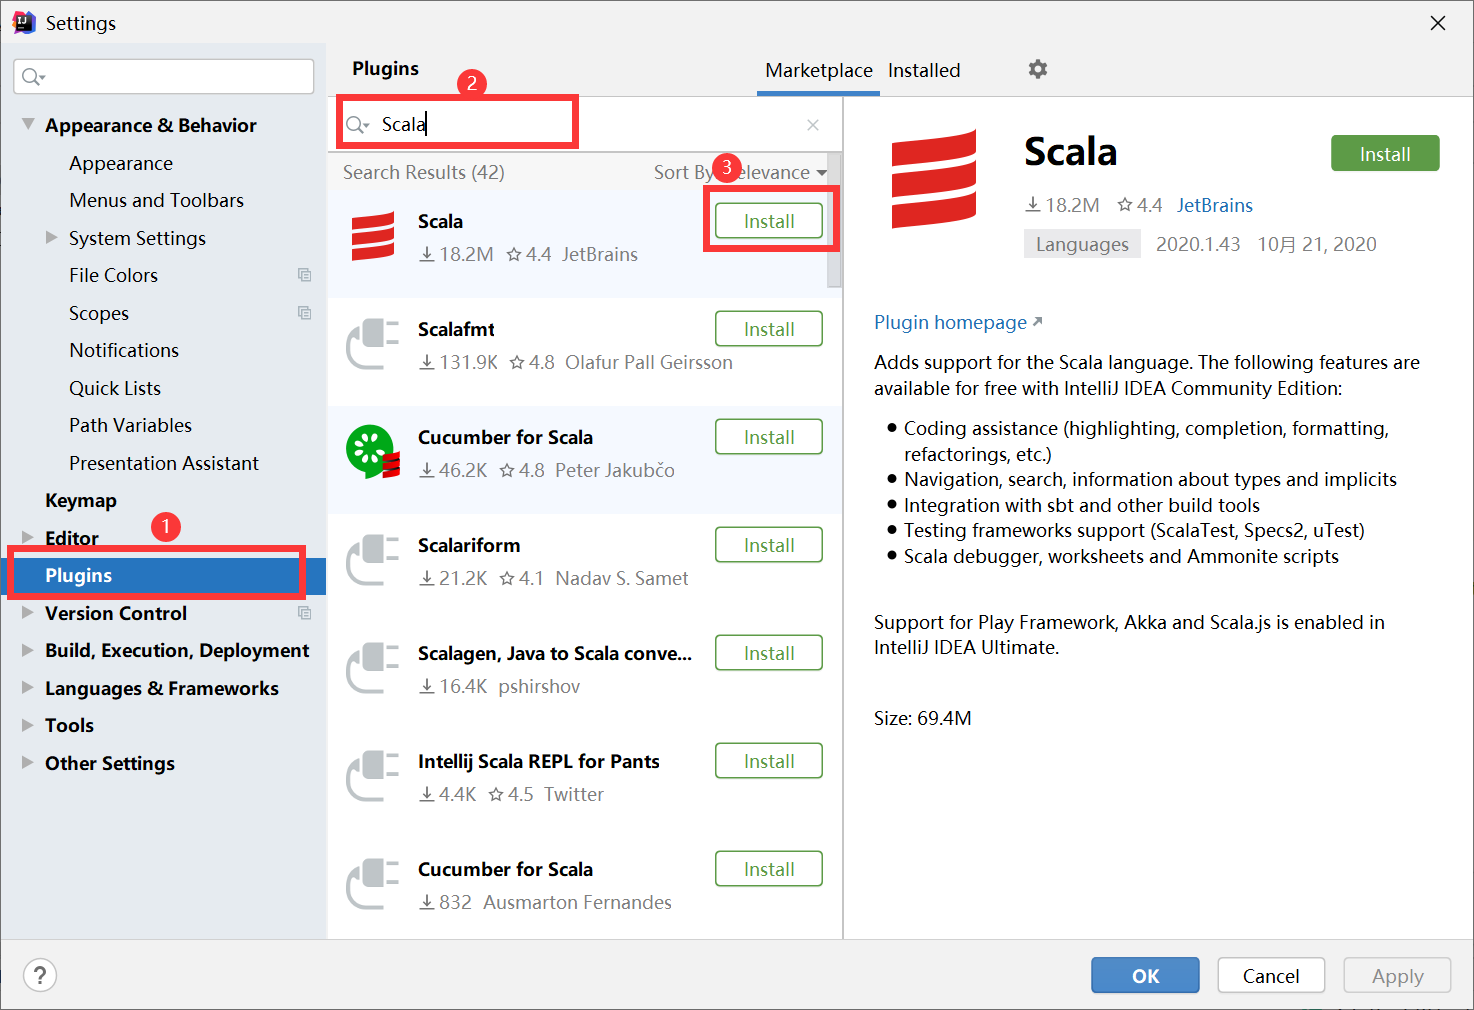 Settings
Plugins
Marketplace
Installed
2
Appearance & Behavior
Appearance
Menus and Toolbars
System Settings
File Colors
Scopes
Notifications
Quick Lists
Path Variables
Presentation Assistant
Keymap
1
Editor
Plugins
Version Control
Build, Execution, Deployment
Languages & Frameworks
Tools
Other Settings
Scala
Search Results (42)
Sort By
3
elevance
Scala
18.2M 4.4 JetBrains
Install
Scalafmt
131.9K 4.8 Olafur Pall Geirsson
Install
Cucumber for Scala
46.2K 4.8 Peter Jakubčo
Install
Scalariform
21.2K 4.1 Nadav S. Samet
Install
Scalagen, Java to Scala conve...
16.4K pshirshov
Install
Intellij Scala REPL for Pants
4.4K 4.5 Twitter
Install
Cucumber for Scala
832 Ausmarton Fernandes
Install
Scala
Install
18.2M 4.4 JetBrains
Languages 2020.1.43 10月 21, 2020
Plugin homepage
Adds support for the Scala language. The following features are
available for free with IntelliJ IDEA Community Edition:
Coding assistance (highlighting, completion, formatting,
refactorings, etc.)
Navigation, search, information about types and implicits
Integration with sbt and other build tools
Testing frameworks support (ScalaTest, Specs2, uTest)
Scala debugger, worksheets and Ammonite scripts
Support for Play Framework, Akka and Scala.js is enabled in
IntelliJ IDEA Ultimate.
Size: 69.4M
?
OK
Cancel
Apply